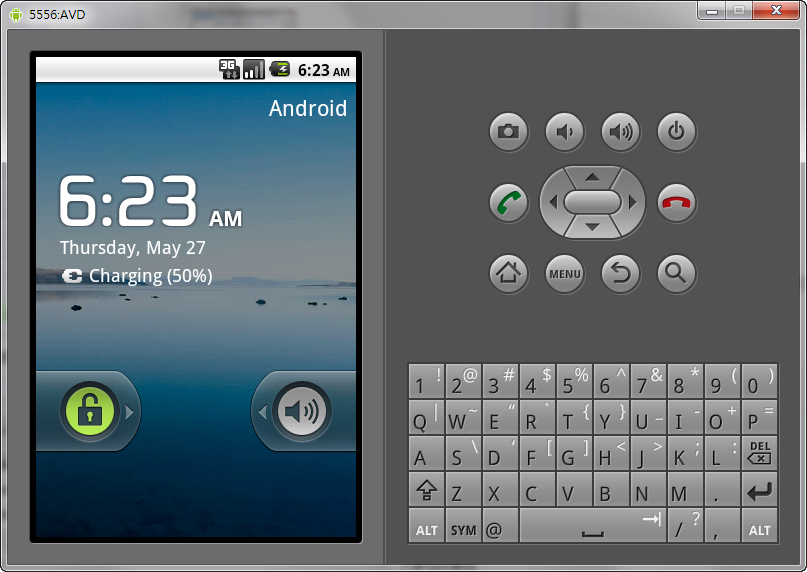 5556:AVD
3G 6:23 AM
Android
6:23 AM
Thursday, May 27
Charging (50%)
MENU
1 ! 2 @ 3 # 4 $ 5 % 6 ^ 7 & 8 * 9 ( 0 )
Q | W ~ E “ R ` T { Y } U _ I - O + P =
A S \ D ‘ F [ G ] H < J > K ; L : DEL
Z X C V B N M .
ALT SYM @ / ? , ALT